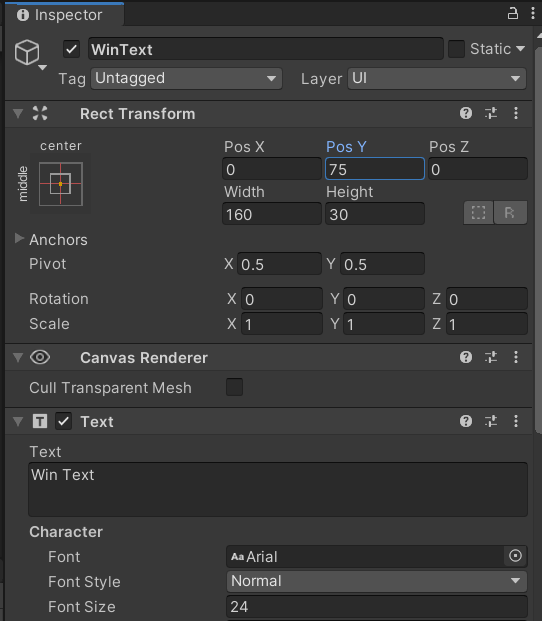 Inspector
WinText
Static
Tag Untagged Layer UI
Rect Transform
center
middle
Pos X Pos Y Pos Z
0 75 0
Width Height
160 30
R
Anchors
Pivot X 0.5 Y 0.5
Rotation X 0 Y 0 Z 0
Scale X 1 Y 1 Z 1
Canvas Renderer
Cull Transparent Mesh
T Text
Text
Win Text
Character
Font Aa Arial
Font Style Normal
Font Size 24